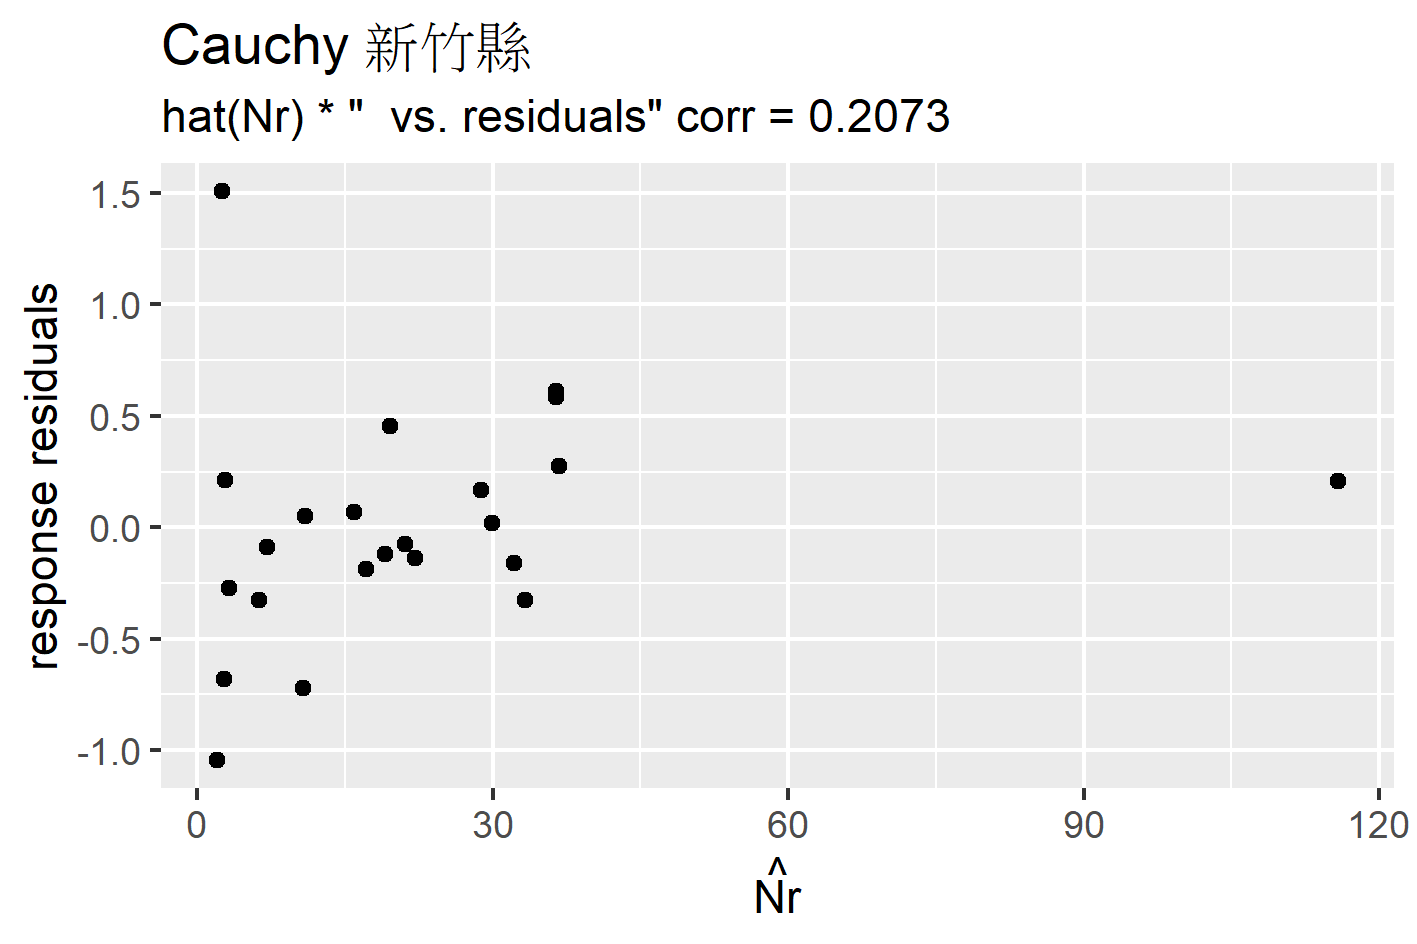 Cauchy 新竹縣
hat(Nr) * "  vs. residuals" corr = 0.2073
response residuals
1.5
1.0
0.5
0.0
-0.5
-1.0
0 30 60 90 120
N̂r